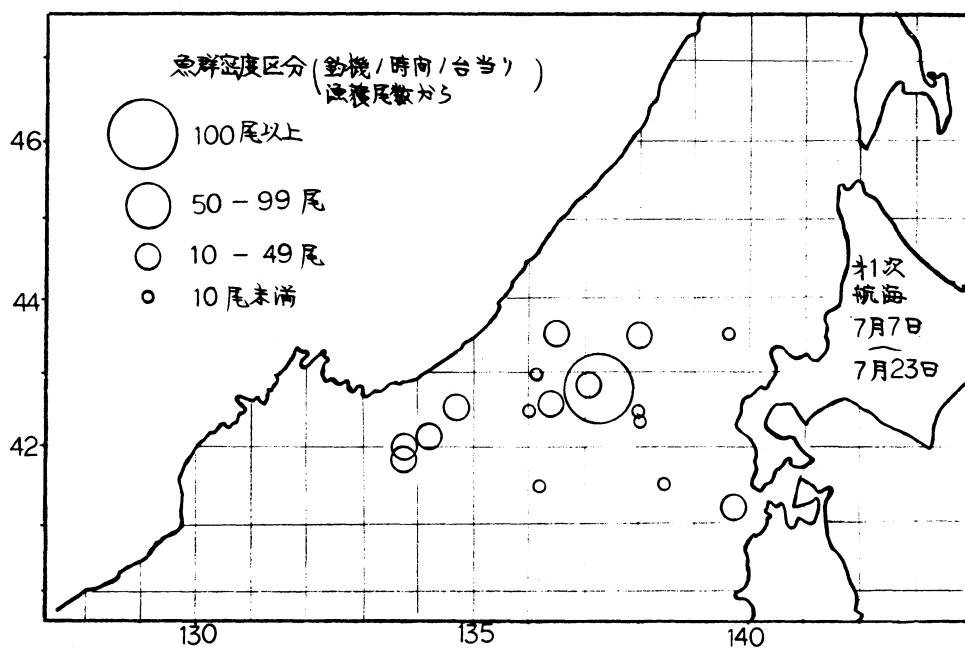 魚群密度区分(釣機/時間/台当り
漁獲尾数から)
100尾以上
50 - 99尾
10 - 49尾
10尾未満
オ1次
航海
7月7日
〜
7月23日
46
44
42
130
135
140